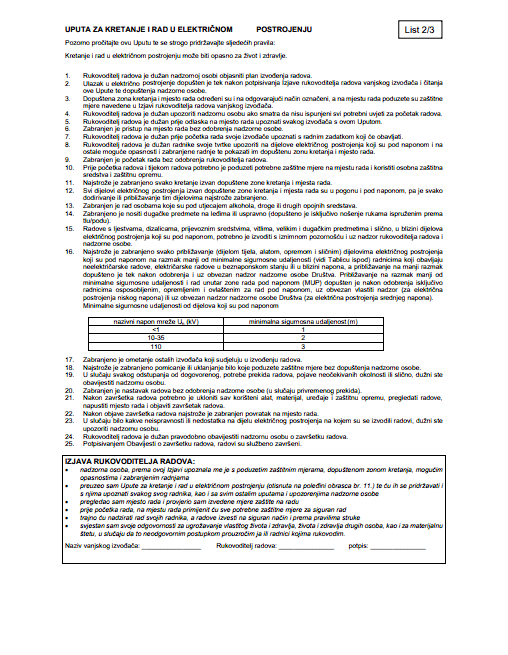 UPUTA ZA KRETANJE I RAD U ELEKTRIČNOM POSTROJENJU
List 2/3
Pozorno pročitajte ovu Uputu te se strogo pridržavajte sljedećih pravila:
Kretanje i rad u električnom postrojenju može biti opasno za život i zdravlje.
1. Rukovoditelj radova je dužan nadzornoj osobi objasniti plan izvođenja radova.
2. Ulazak u električno postrojenje dopušten je tek nakon potpisivanja izjave rukovoditelja radova vanjskog izvođača i čitanja
ove Upute te dopuštenja nadzorne osobe.
3. Dopuštena zona kretanja i mjesta rada određeni su i na odgovarajući način označeni, a na mjestu rada poduzete su zaštitne
mjere navedene u Izjavi rukovoditelja radova vanjskog izvođača.
4. Rukovoditelj radova je dužan upozoriti nadzornu osobu ako smatra da nisu ispunjeni svi potrebni uvjeti za početak radova.
5. Rukovoditelj radova je dužan prije odlaska na mjesto rada upoznati svakog izvođača s ovom Uputom.
6. Zabranjen je pristup na mjesto rada bez odobrenja nadzorne osobe.
7. Rukovoditelj radova je dužan prije početka rada svoje izvođače upoznati s radnim zadatkom koji će obavljati.
8. Rukovoditelj radova je dužan radnike svoje tvrtke upozoriti na dijelove električnog postrojenja koji su pod naponom i na
ostale moguće opasnosti i zabranjene radnje te pokazati im dopuštenu zonu kretanja i mjesto rada.
9. Zabranjen je početak rada bez odobrenja rukovoditelja radova.
10. Prije početka radova i tijekom radova potrebno je poduzeti potrebne zaštitne mjere na mjestu rada i koristiti osobna zaštitna
sredstva i zaštitnu opremu.
11. Najstrože je zabranjeno svako kretanje izvan dopuštene zone kretanja i mjesta rada.
12. Svi dijelovi električnog postrojenja izvan dopuštene zone kretanja i mjesta rada su u pogonu i pod naponom, pa je svako
dodirivanje ili približavanje tim dijelovima najstrože zabranjeno.
13. Zabranjen je rad osobama koje su pod utjecajem alkohola, droge ili drugih opojnih sredstava.
14. Zabranjeno je nositi dugačke predmete na leđima ili uspravno (dopušteno je isključivo nošenje rukama ispruženim prema
tlu/podu).
15. Radove s ljestvama, dizalicama, prijevoznim sredstvima, vitlima, velikim i dugačkim predmetima i slično, u blizini dijelova
električnog postrojenja koji su pod naponom, potrebno je izvoditi s iznimnom pozornošću i uz nadzor rukovoditelja radova i
nadzorne osobe.
16. Najstrože je zabranjeno svako približavanje (dijelom tijela, alatom, opremom i sličnim) dijelovima električnog postrojenja
koji su pod naponom na razmak manji od minimalne sigurnosne udaljenosti (vidi Tablicu ispod) radnicima koji obavljaju
neelektričarske radove, električarske radove u beznaponskom stanju ili u blizini napona, a približavanje na manji razmak
dopušteno je tek nakon odobrenja i uz obvezan nadzor nadzorne osobe Društva. Približavanje na razmak manji od
minimalne sigurnosne udaljenosti i rad unutar zone rada pod naponom (MUP) dopušten je nakon odobrenja isključivo
radnicima osposobljenim, opremljenim i ovlaštenim za rad pod naponom, uz obvezan vlastiti nadzor (za električna
postrojenja niskog napona) ili uz obvezan nadzor nadzorne osobe Društva (za električna postrojenja srednjeg napona).
Minimalne sigurnosne udaljenosti od dijelova koji su pod naponom
nazivni napon mreže Un (kV) minimalna sigurnosna udaljenost (m)
<1 1
10-35 2
110 3
17. Zabranjeno je ometanje ostalih izvođača koji sudjeluju u izvođenju radova.
18. Najstrože je zabranjeno pomicanje ili uklanjanje bilo koje poduzete zaštitne mjere bez dopuštenja nadzorne osobe.
19. U slučaju svakog odstupanja od dogovorenog, potrebe prekida radova, pojave neočekivanih okolnosti ili slično, dužni ste
obavijestiti nadzornu osobu.
20. Zabranjen je nastavak radova bez odobrenja nadzorne osobe (u slučaju privremenog prekida).
21. Nakon završetka radova potrebno je ukloniti sav korišteni alat, materijal, uređaje i zaštitnu opremu, pregledati radove,
napustiti mjesto rada i objaviti završetak radova.
22. Nakon objave završetka radova najstrože je zabranjen povratak na mjesto rada.
23. U slučaju bilo kakve neispravnosti ili nedostatka na dijelu električnog postrojenja na kojem su se izvodili radovi, dužni ste
upozoriti nadzornu osobu.
24. Rukovoditelj radova je dužan pravodobno obavijestiti nadzornu osobu o završetku radova.
25. Potpisivanjem Obavijesti o završetku radova, radovi su službeno završeni.
IZJAVA RUKOVODITELJA RADOVA:
• nadzorna osoba, prema ovoj Izjavi upoznala me je s poduzetim zaštitnim mjerama, dopuštenom zonom kretanja, mogućim
opasnostima i zabranjenim radnjama
• preuzeo sam Upute za kretanje i rad u električnom postrojenju (otisnuta na poleđini obrasca br. 11.) te ću ih se pridržavati i
s njima upoznati svakog svog radnika, kao i sa svim ostalim uputama i upozorenjima nadzorne osobe
• pregledao sam mjesto rada i provjerio sam izvedene mjere zaštite na radu
• prije početka rada, na mjestu rada primijenit ću sve potrebne zaštitne mjere za siguran rad
• trajno ću nadzirati rad svojih radnika, a radove izvesti na siguran način i prema pravilima struke
• svjestan sam svoje odgovornosti za ugrožavanje vlastitog života i zdravlja, života i zdravlja drugih osoba, kao i za materijalnu
štetu, u slučaju da to neodgovornim postupkom prouzročim ja ili radnici kojima rukovodim.
Naziv vanjskog izvođača: ________________ Rukovoditelj radova: ________________ potpis: ________________